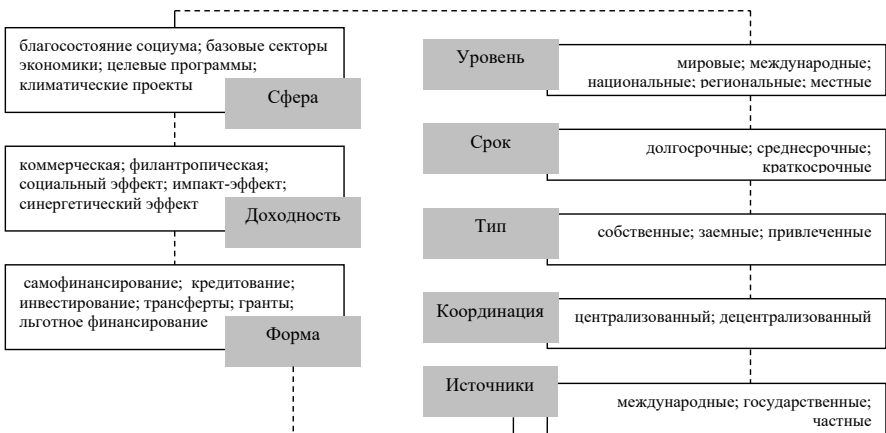 благосостояние социума; базовые секторы
экономики; целевые программы;
климатические проекты
Сфера
коммерческая; филантропическая;
социальный эффект; импакт-эффект;
синергетический эффект
Доходность
самофинансирование; кредитование;
инвестирование; трансферты; гранты;
льготное финансирование
Форма
Уровень
мировые; международные;
национальные; региональные; местные
Срок
долгосрочные; среднесрочные;
краткосрочные
Тип
собственные; заемные; привлеченные
Координация
централизованный; децентрализованный
Источники
международные; государственные;
частные